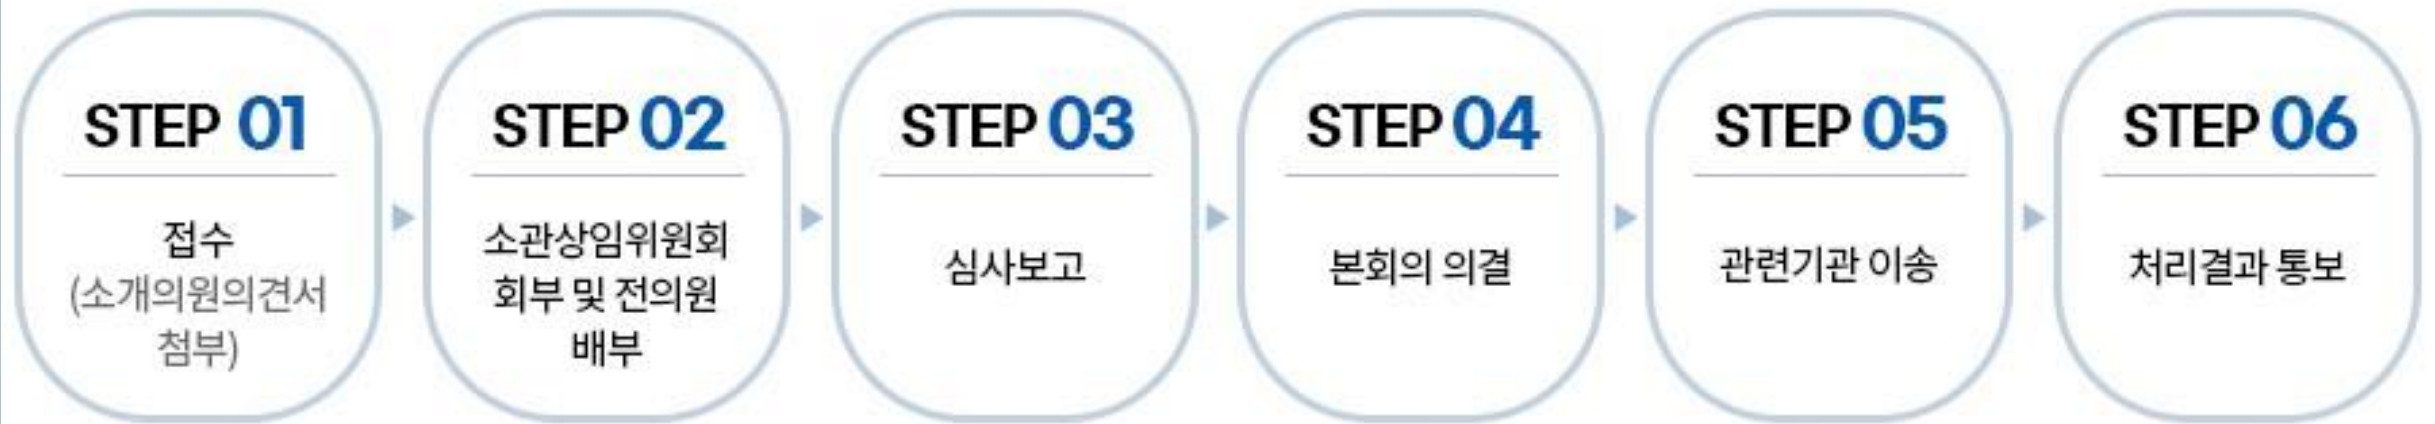 STEP 01
접수
(소개의원의견서
첨부)
STEP 02
소관상임위원회
회부 및 전의원
배부
STEP 03
심사보고
STEP 04
본회의 의결
STEP 05
관련기관 이송
STEP 06
처리결과 통보